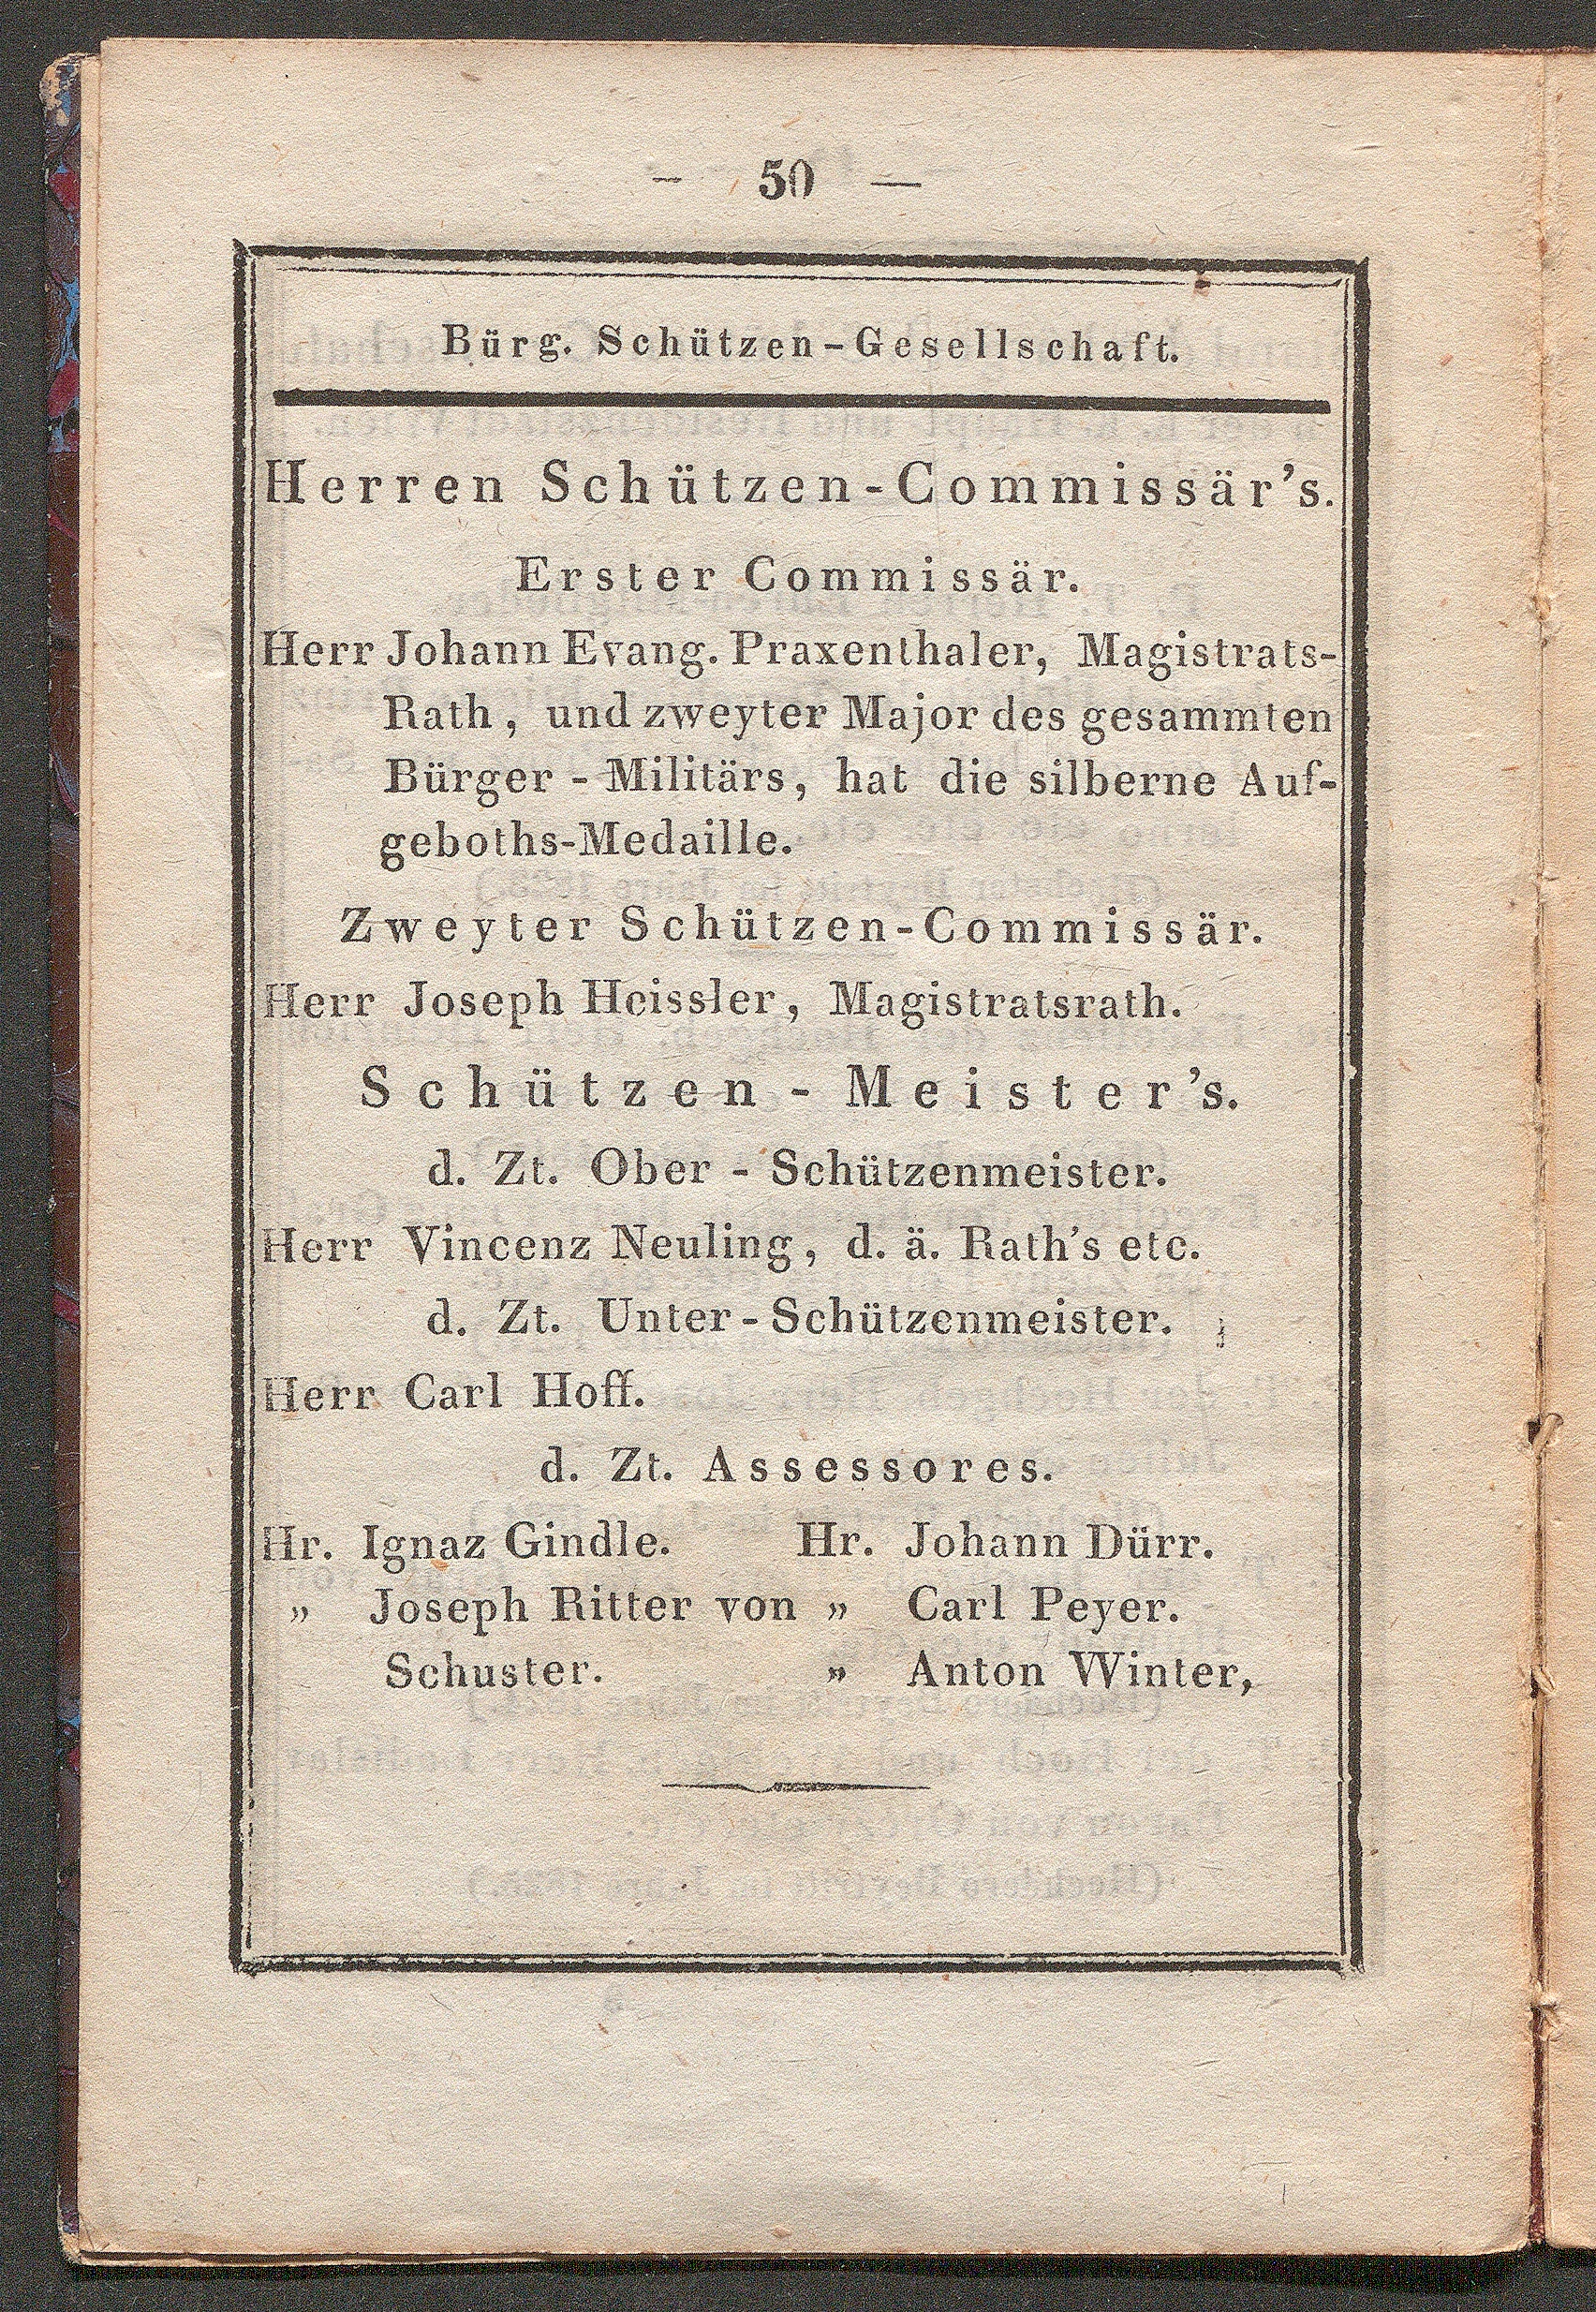 — 50 —
Bürg. Schützen-Gesellschaft.
Herren Schützen-Commissär's.
Erster Commissär.
Herr Johann Evang. Praxenthaler, Magistrats-
Rath, und zweyter Major des gesammten
Bürger-Militärs, hat die silberne Auf-
geboths-Medaille.
Zweyter Schützen-Commissär.
Herr Joseph Heissler, Magistratsrath.
Schützen-Meister's.
d. Zt. Ober-Schützenmeister.
Herr Vincenz Neuling, d. ä. Rath's etc.
d. Zt. Unter-Schützenmeister.
Herr Carl Hoff.
d. Zt. Assessores.
Hr. Ignaz Gindle. Hr. Johann Dürr.
„ Joseph Ritter von „ Carl Peyer.
Schuster. „ Anton Winter,